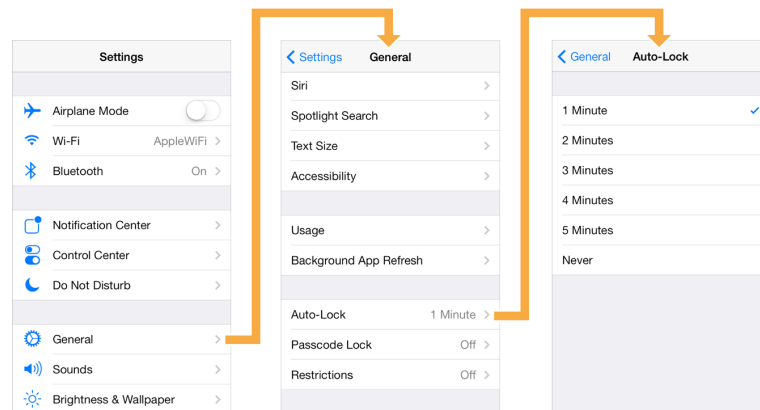 Settings
Airplane Mode
Wi-Fi AppleWiFi
Bluetooth On
Notification Center
Control Center
Do Not Disturb
General
Sounds
Brightness & Wallpaper
Settings General
Siri
Spotlight Search
Text Size
Accessibility
Usage
Background App Refresh
Auto-Lock 1 Minute
Passcode Lock Off
Restrictions Off
General Auto-Lock
1 Minute
2 Minutes
3 Minutes
4 Minutes
5 Minutes
Never